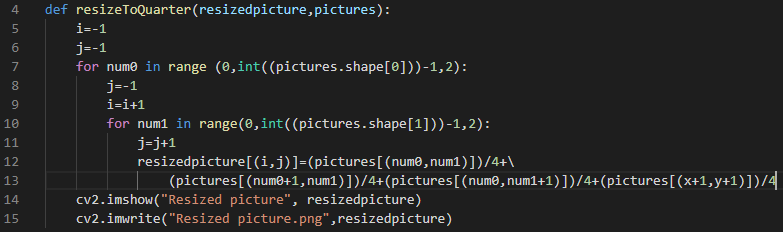 4 def resizeToQuarter(resizedpicture,pictures):
5     i=-1
6     j=-1
7     for num0 in range (0,int((pictures.shape[0]))-1,2):
8         j=-1
9         i=i+1
10         for num1 in range(0,int((pictures.shape[1]))-1,2):
11             j=j+1
12             resizedpicture[(i,j)]=(pictures[(num0,num1)])/4+\
13                 (pictures[(num0+1,num1)])/4+(pictures[(num0,num1+1)])/4+(pictures[(x+1,y+1)])/4
14     cv2.imshow("Resized picture", resizedpicture)
15     cv2.imwrite("Resized picture.png",resizedpicture)